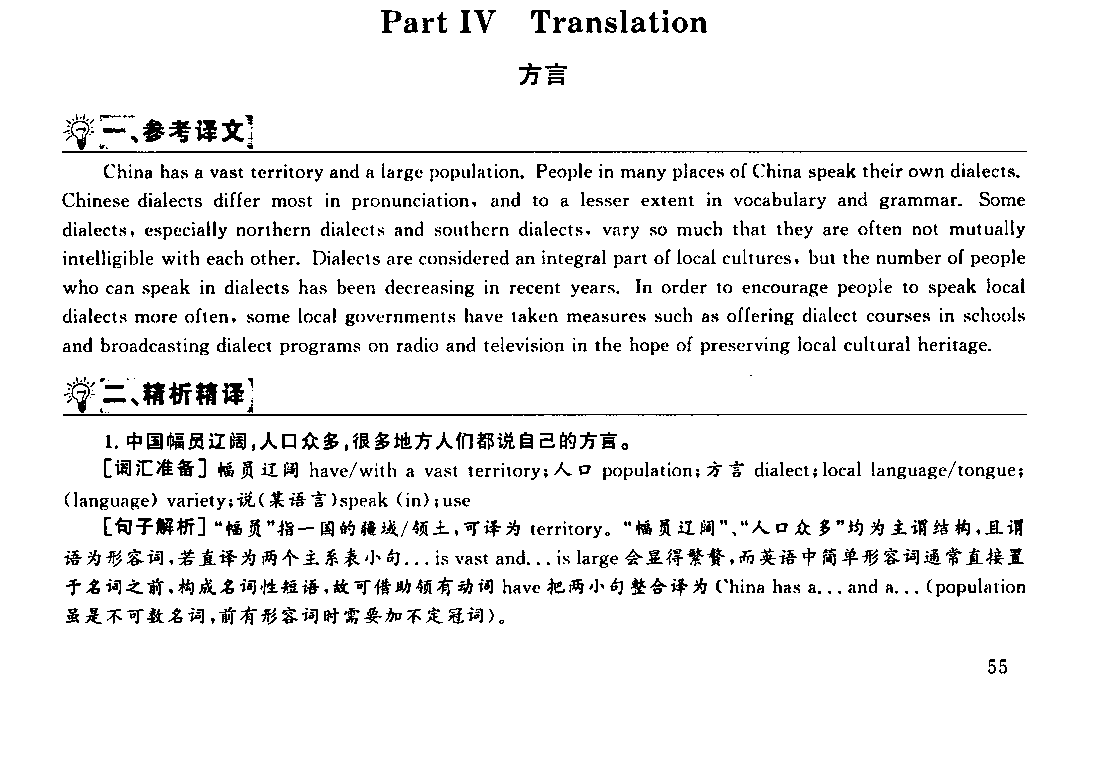 Part IV Translation
方言
一、参考译文
China has a vast territory and a large population. People in many places of China speak their own dialects.
Chinese dialects differ most in pronunciation, and to a lesser extent in vocabulary and grammar. Some
dialects, especially northern dialects and southern dialects, vary so much that they are often not mutually
intelligible with each other. Dialects are considered an integral part of local cultures, but the number of people
who can speak in dialects has been decreasing in recent years. In order to encourage people to speak local
dialects more often, some local governments have taken measures such as offering dialect courses in schools
and broadcasting dialect programs on radio and television in the hope of preserving local cultural heritage.
二、精析精译
1. 中国幅员辽阔,人口众多,很多地方人们都说自己的方言。
[词汇准备] 幅员辽阔 have/with a vast territory;人口 population;方言 dialect;local language/tongue;
(language) variety;说(某语言)speak (in);use
[句子解析]“幅员”指一国的疆域/领土,可译为 territory。“幅员辽阔”、“人口众多”均为主谓结构,且谓
语为形容词,若直译为两个主系表小句...is vast and...is large 会显得繁赘,而英语中简单形容词通常直接置
于名词之前,构成名词性短语,故可借助领有动词 have 把两小句整合译为 China has a...and a...(population
虽是不可数名词,前有形容词时需要加不定冠词)。
55